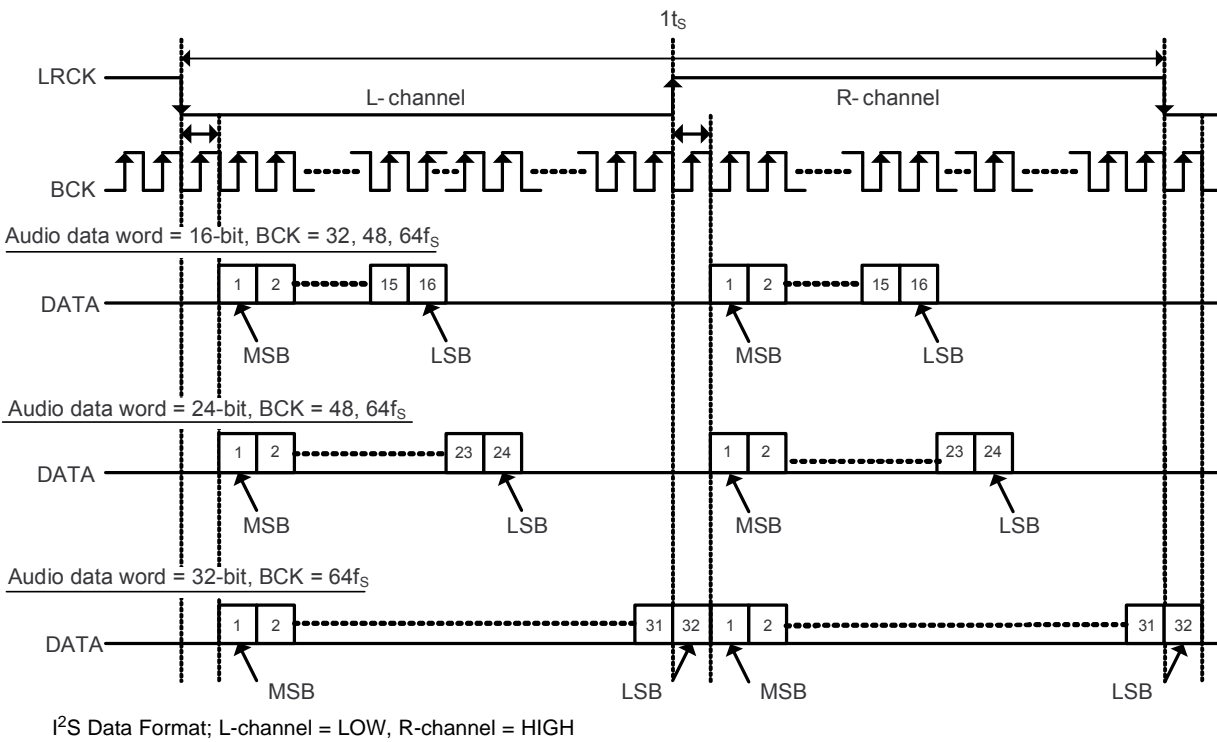 1tS
LRCK
L-channel
R-channel
BCK
Audio data word = 16-bit, BCK = 32, 48, 64fS
1 2 15 16 1 2 15 16
DATA
MSB LSB MSB LSB
Audio data word = 24-bit, BCK = 48, 64fS
1 2 23 24 1 2 23 24
DATA
MSB LSB MSB LSB
Audio data word = 32-bit, BCK = 64fS
1 2 31 32 1 2 31 32
DATA
MSB LSB MSB LSB
I2S Data Format; L-channel = LOW, R-channel = HIGH